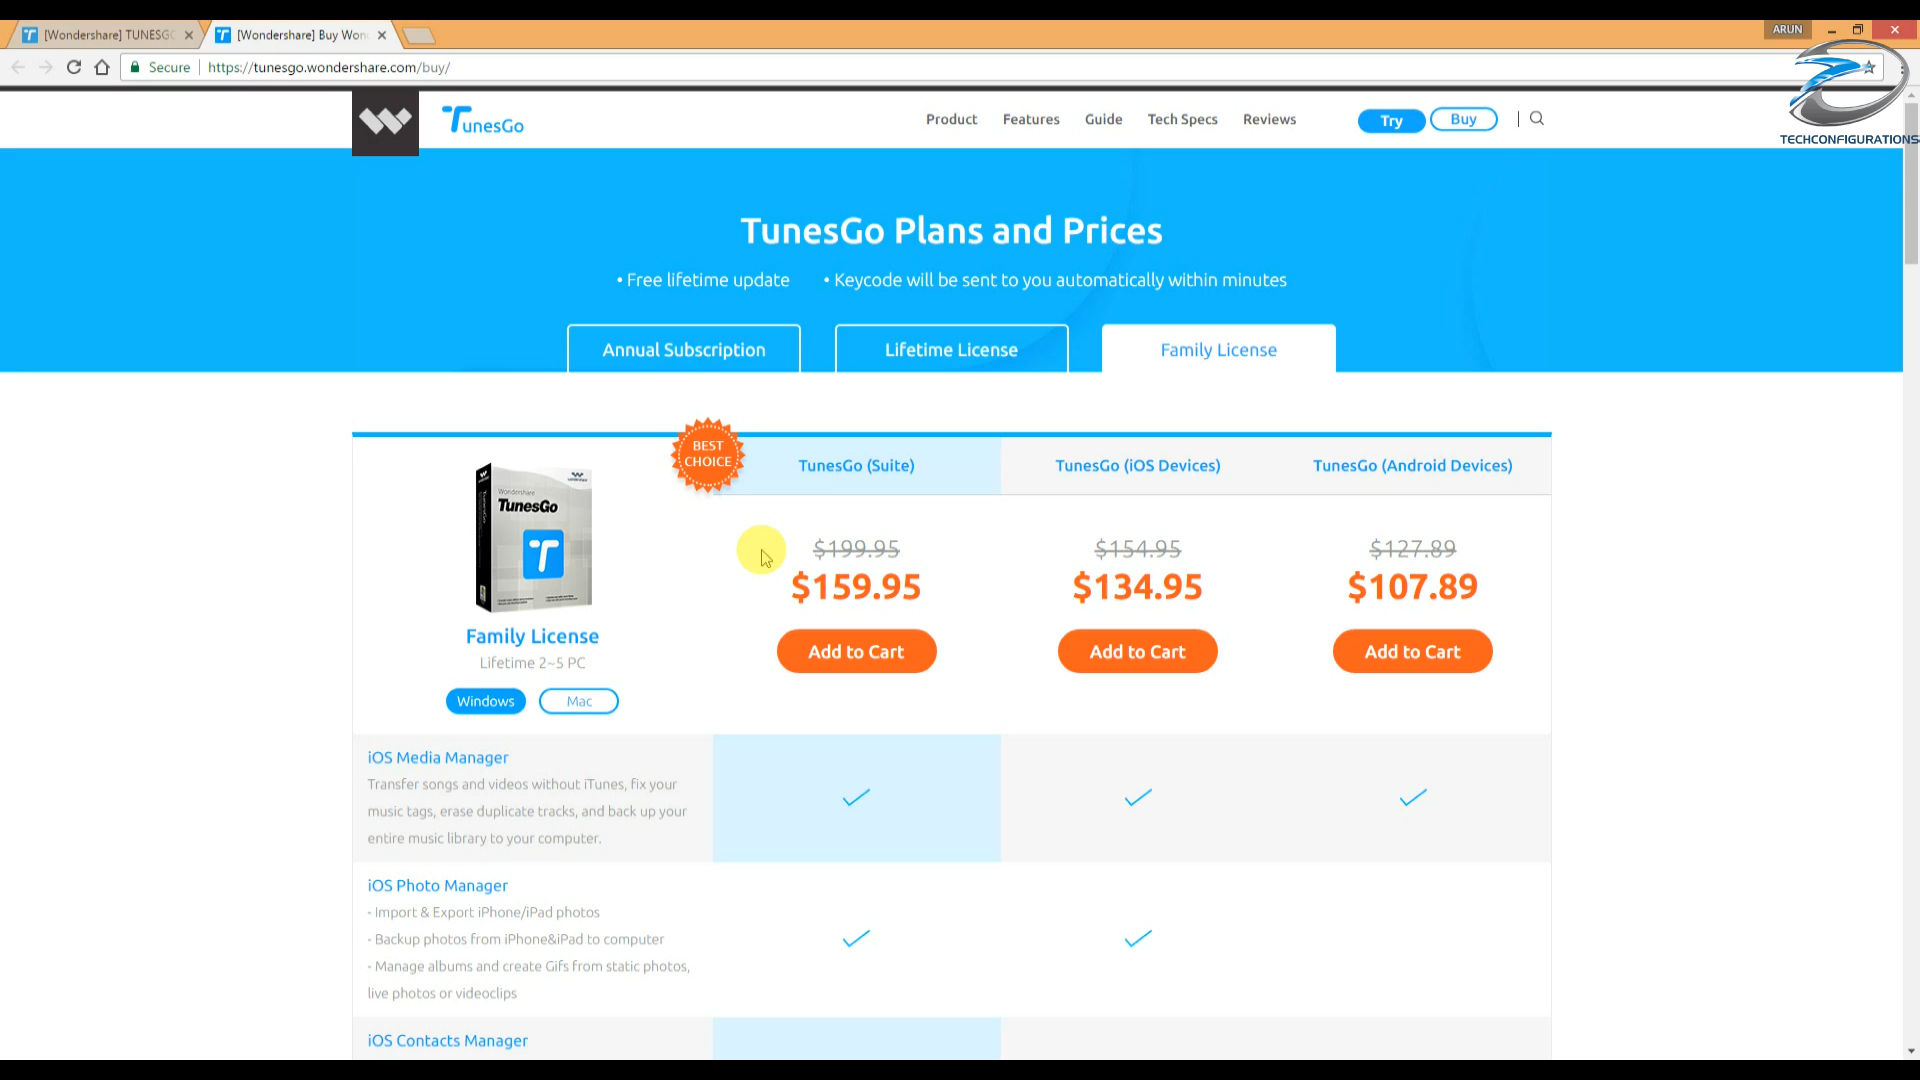 [Wondershare] TUNESGO
[Wondershare] Buy Won
ARUN
Secure
https://tunesgo.wondershare.com/buy/
TECHCONFIGURATIONS
TunesGo
Product
Features
Guide
Tech Specs
Reviews
Try
Buy
TunesGo Plans and Prices
• Free lifetime update
• Keycode will be sent to you automatically within minutes
Annual Subscription
Lifetime License
Family License
BEST
CHOICE
TunesGo (Suite)
TunesGo (iOS Devices)
TunesGo (Android Devices)
Wondershare
TunesGo
$199.95
$154.95
$127.89
$159.95
$134.95
$107.89
Family License
Lifetime 2~5 PC
Add to Cart
Add to Cart
Add to Cart
Windows
Mac
iOS Media Manager
Transfer songs and videos without iTunes, fix your
music tags, erase duplicate tracks, and back up your
entire music library to your computer.
iOS Photo Manager
- Import & Export iPhone/iPad photos
- Backup photos from iPhone&iPad to computer
- Manage albums and create Gifs from static photos,
live photos or videoclips
iOS Contacts Manager